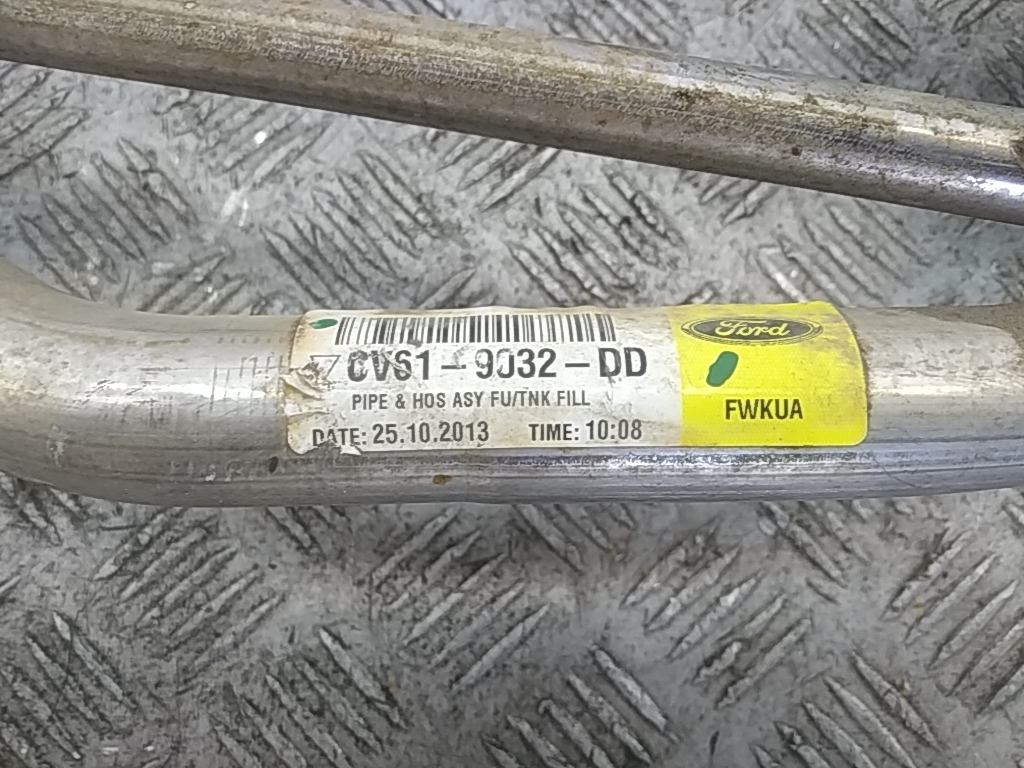 CV61-9032-DD
PIPE & HOS ASY FU/TNK FILL
DATE: 25.10.2013 TIME: 10:08
Ford
FWKUA